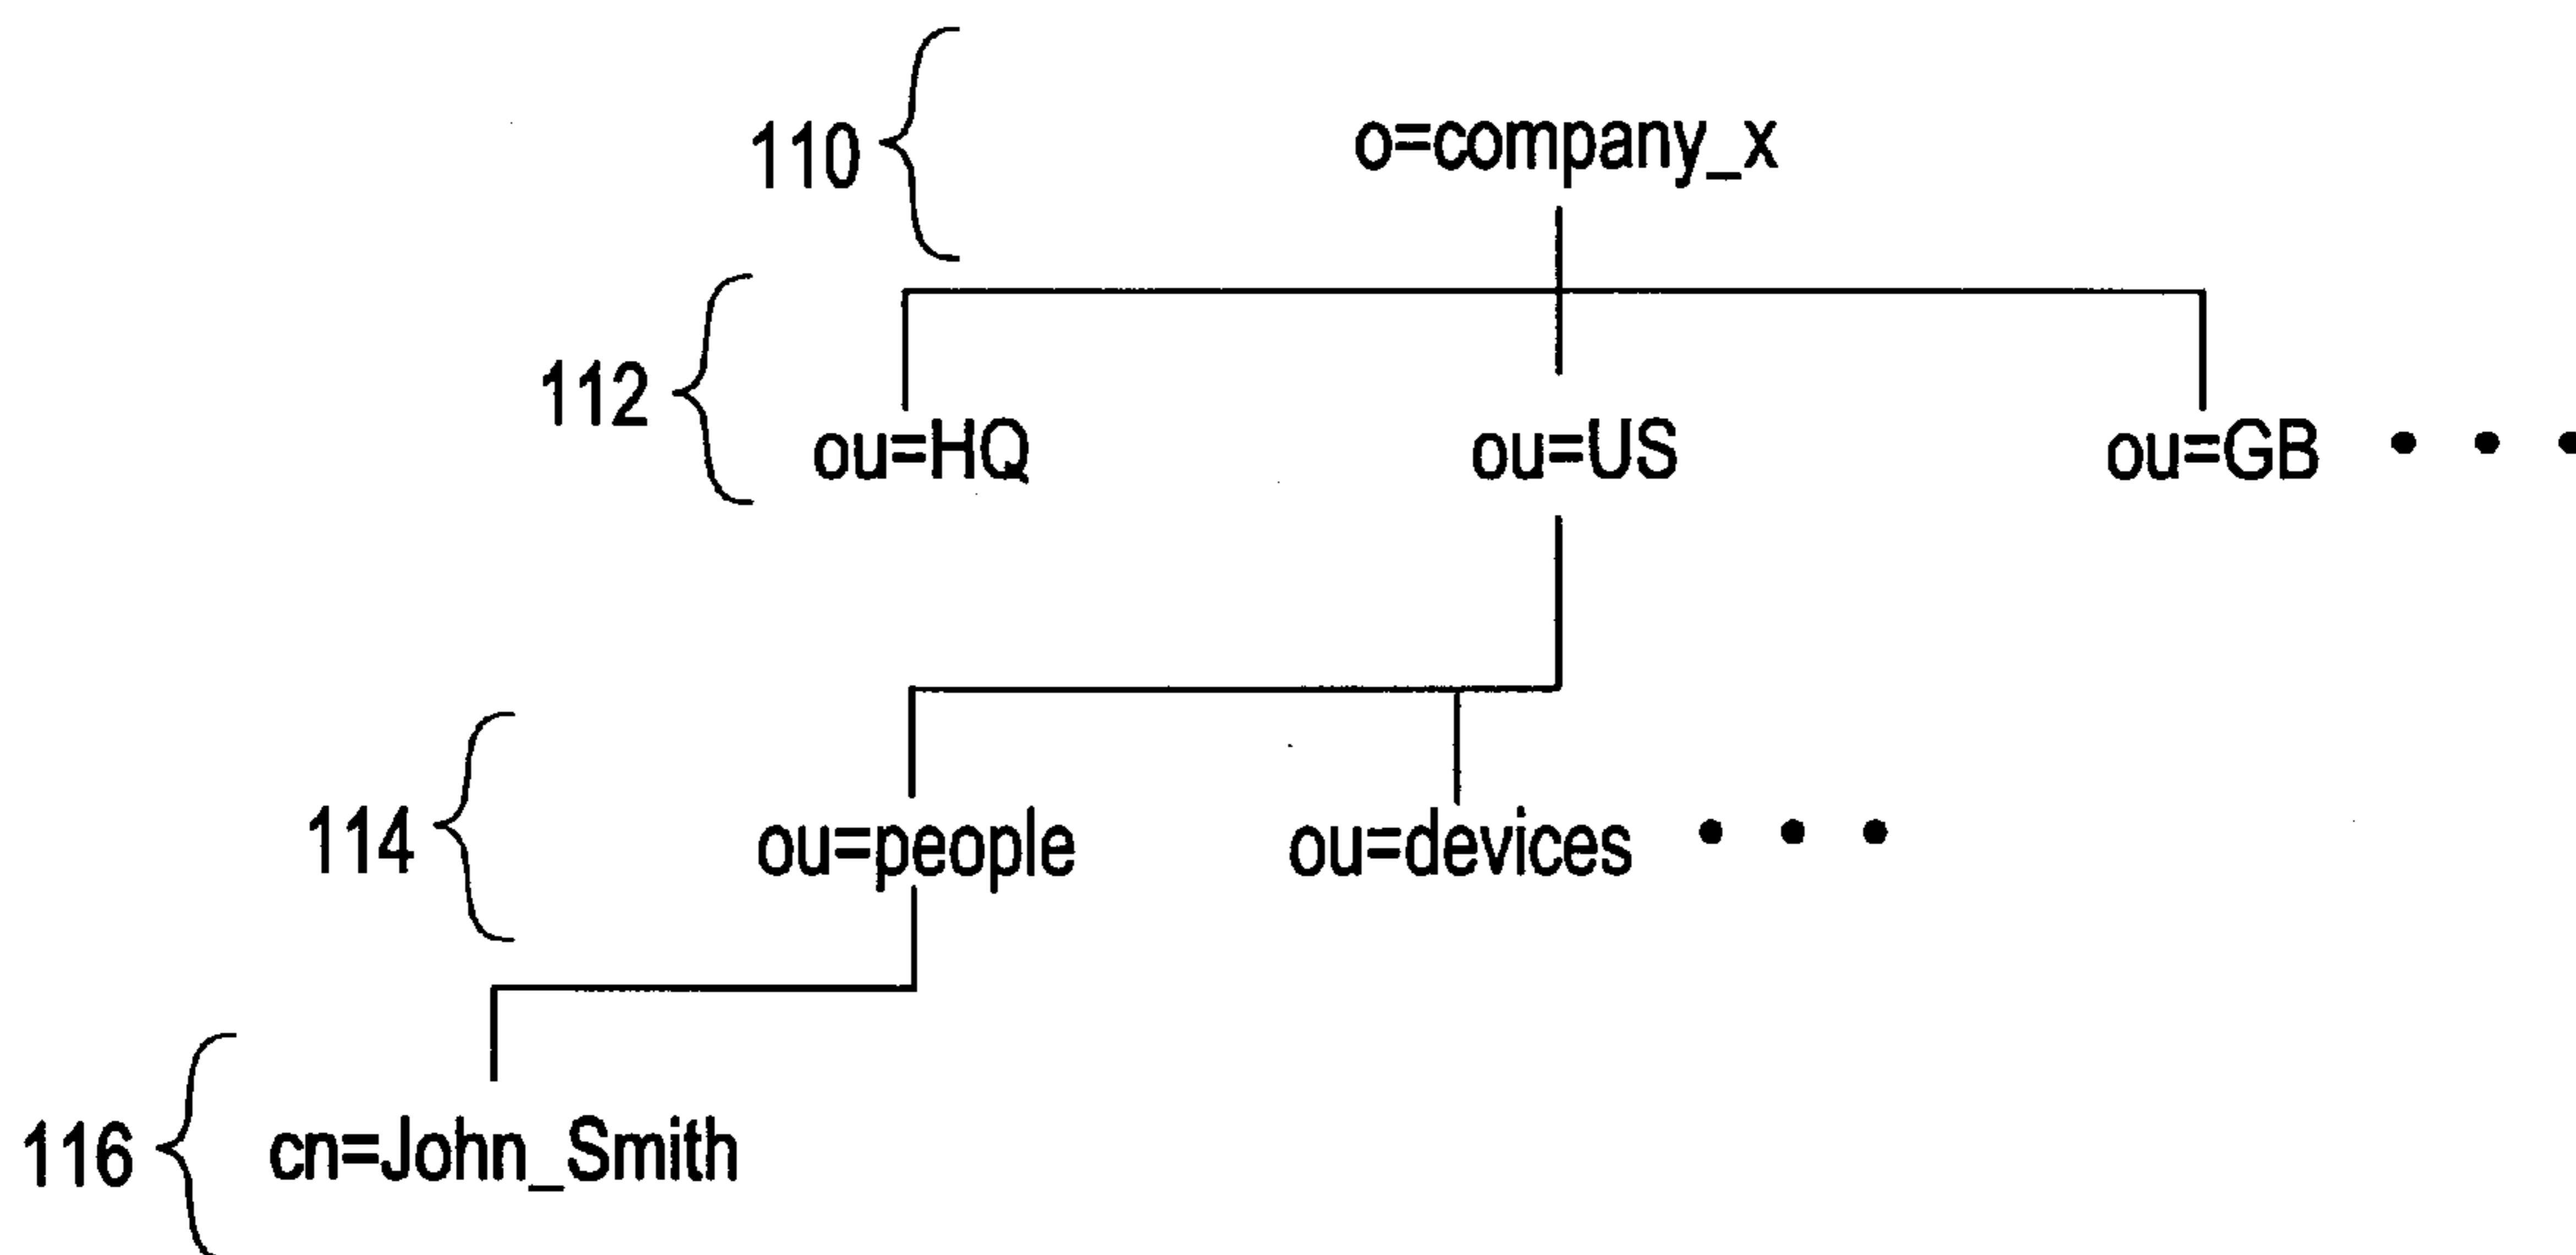 110 o=company_x
112 ou=HQ ou=US ou=GB • • •
114 ou=people ou=devices • • •
116 cn=John_Smith